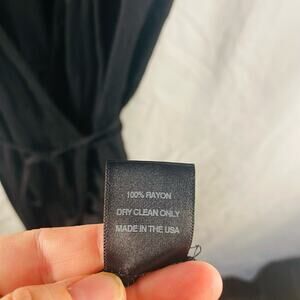 100% RAYON
DRY CLEAN ONLY
MADE IN THE USA